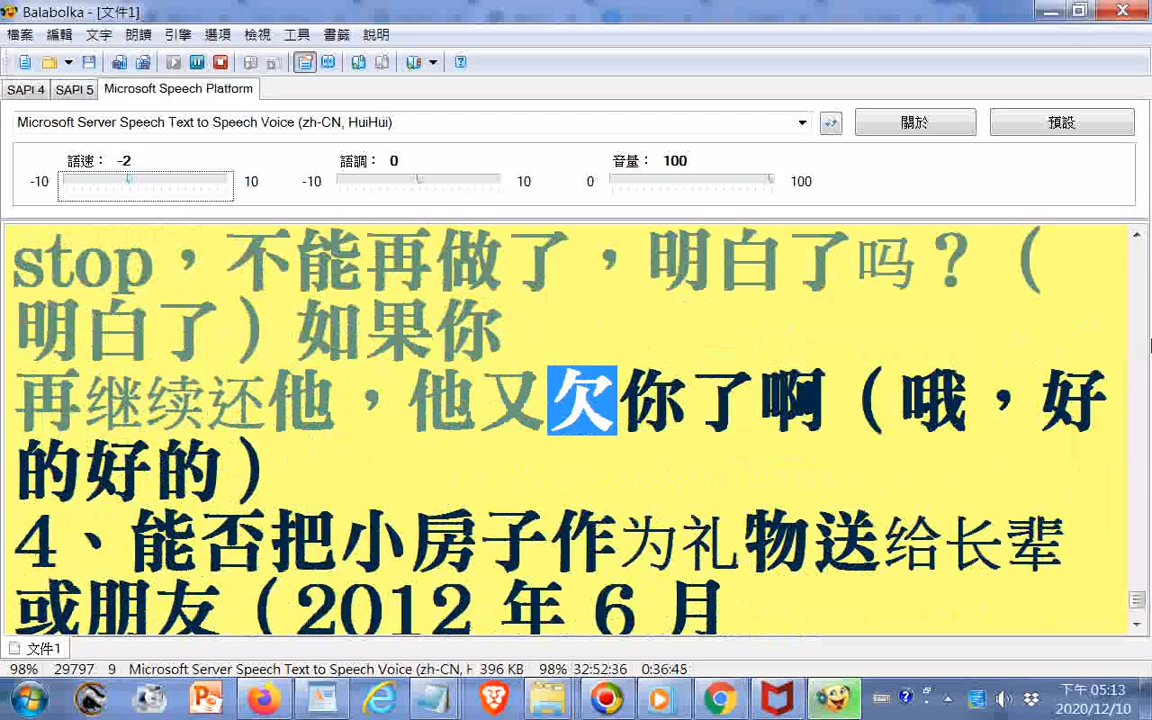 Balabolka - [文件1]
檔案 編輯 文字 朗讀 引擎 選項 檢視 工具 書籤 說明
SAPI 4 SAPI 5 Microsoft Speech Platform
Microsoft Server Speech Text to Speech Voice (zh-CN, HuiHui) 關於 預設
語速： -2 語調： 0 音量： 100
-10 10 -10 10 0 100
stop，不能再做了，明白了吗？（
明白了）如果你
再继续还他，他又欠你了啊（哦，好
的好的）
4、能否把小房子作为礼物送给长辈
或朋友（2012 年 6 月
文件1
98% 29797 9 Microsoft Server Speech Text to Speech Voice (zh-CN, H 396 KB 98% 32:52:36 0:36:45
下午 05:13
2020/12/10